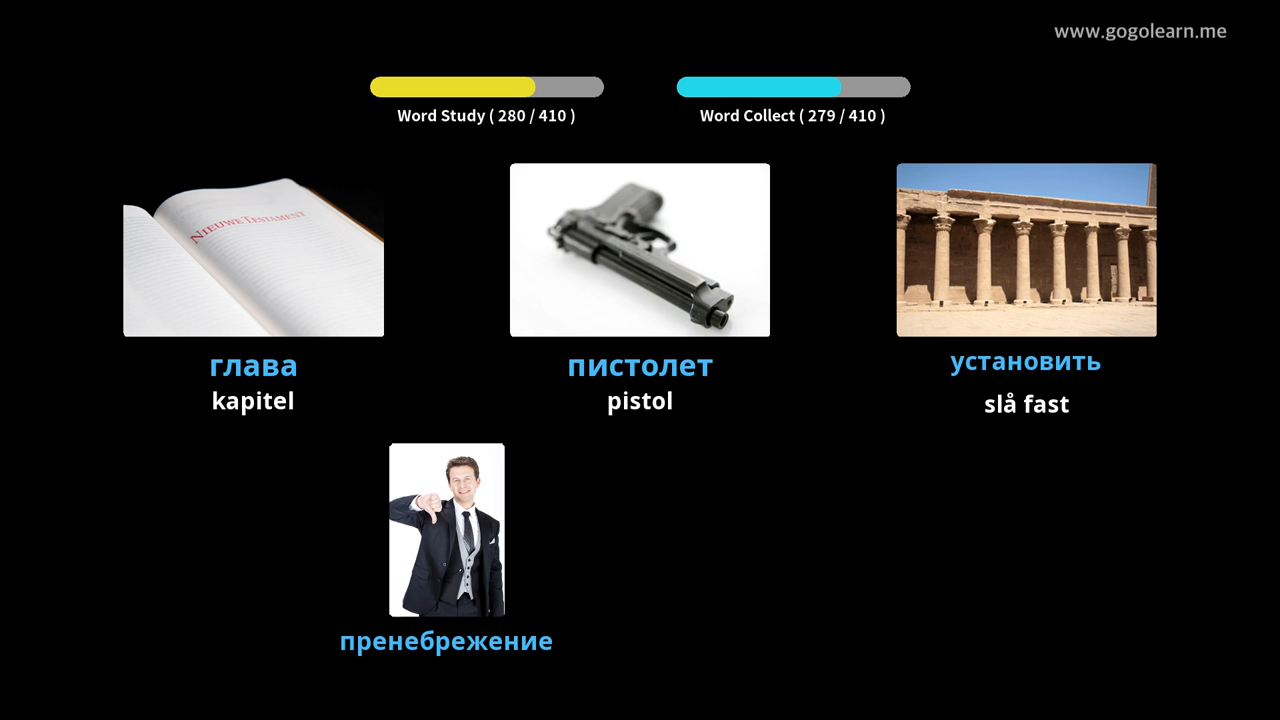 www.gogolearn.me
Word Study ( 280 / 410 )
Word Collect ( 279 / 410 )
NIEUWE TESTAMENT
глава
kapitel
пистолет
pistol
установить
slå fast
пренебрежение